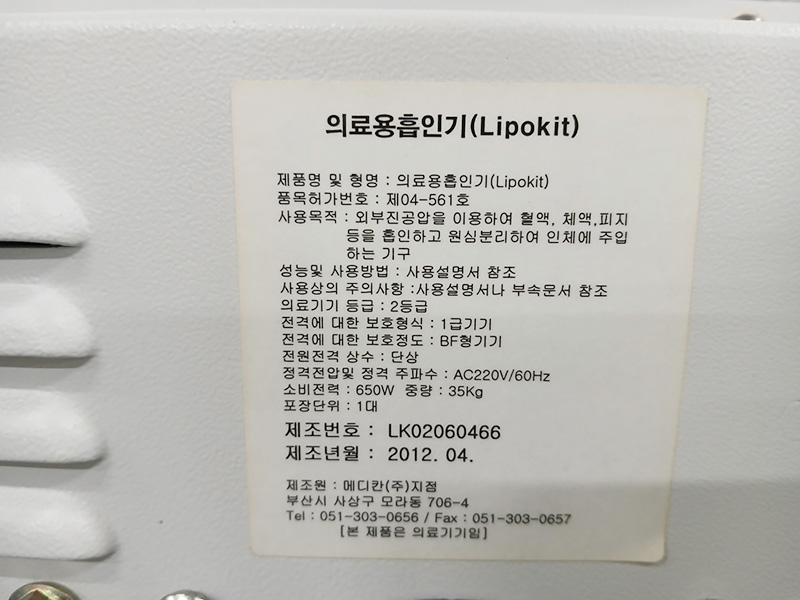 의료용흡인기(Lipokit)
제품명 및 형명 : 의료용흡인기(Lipokit)
품목허가번호 : 제04-561호
사용목적 : 외부진공압을 이용하여 혈액, 체액,피지
등을 흡인하고 원심분리하여 인체에 주입
하는 기구
성능및 사용방법 : 사용설명서 참조
사용상의 주의사항 :사용설명서나 부속문서 참조
의료기기 등급 : 2등급
전격에 대한 보호형식 : 1급기기
전격에 대한 보호정도 : BF형기기
전원전격 상수 : 단상
정격전압및 정격 주파수 : AC220V/60Hz
소비전력 : 650W 중량 : 35Kg
포장단위 : 1대
제조번호 : LK02060466
제조년월 : 2012. 04.
제조원 : 메디칸(주)지점
부산시 사상구 모라동 706-4
Tel : 051-303-0656 / Fax : 051-303-0657
[본 제품은 의료기기임]